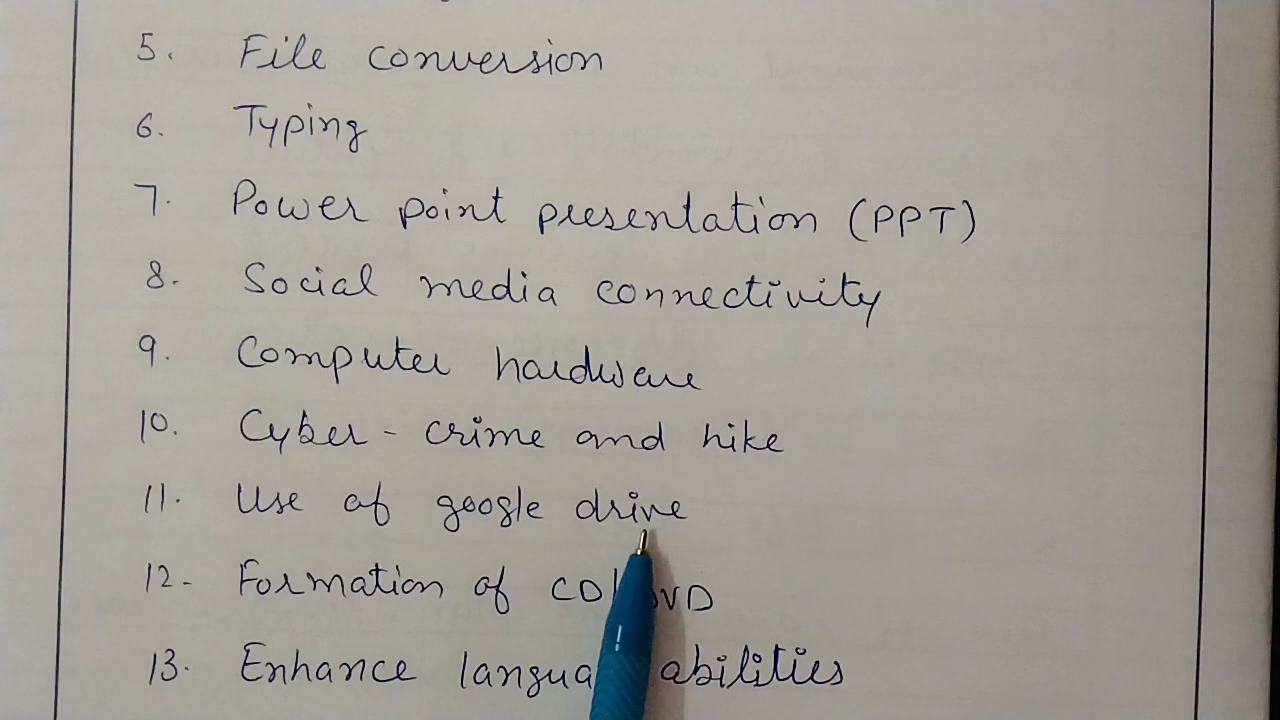 5. File conversion
6. Typing
7. Power point presentation (PPT)
8. Social media connectivity
9. Computer hardware
10. Cyber - crime and hike
11. Use of google drive
12- Formation of
13. Enhance abilities